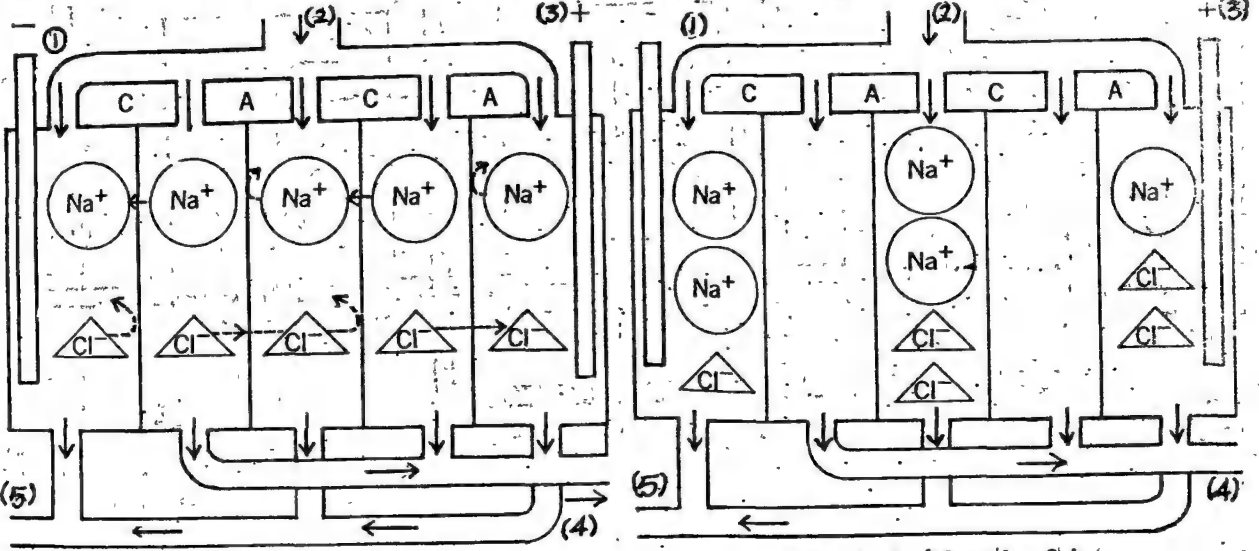 − (1) (2) (3) +
C A C A
Na⁺ Na⁺ Na⁺ Na⁺ Na⁺
Cl⁻ Cl⁻ Cl⁻ Cl⁻ Cl⁻
(5) (4)
(1) (2) + (3)
C A C A
Na⁺ Na⁺ Na⁺
Na⁺ Na⁺ Cl⁻
Cl⁻ Cl⁻
Cl⁻ Cl⁻
(5) (4)